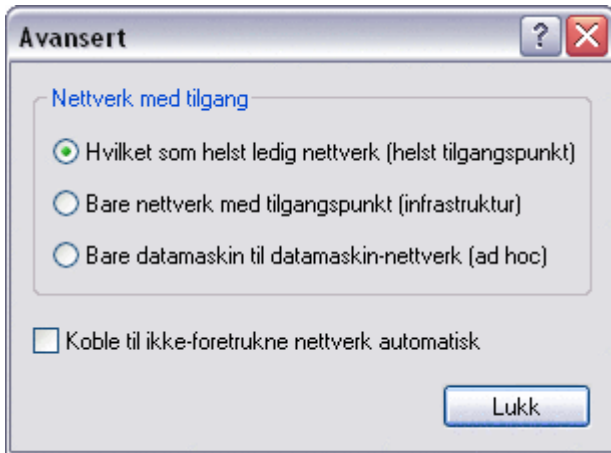 Avansert
Nettverk med tilgang
Hvilket som helst ledig nettverk (helst tilgangspunkt)
Bare nettverk med tilgangspunkt (infrastruktur)
Bare datamaskin til datamaskin-nettverk (ad hoc)
Koble til ikke-foretrukne nettverk automatisk
Lukk